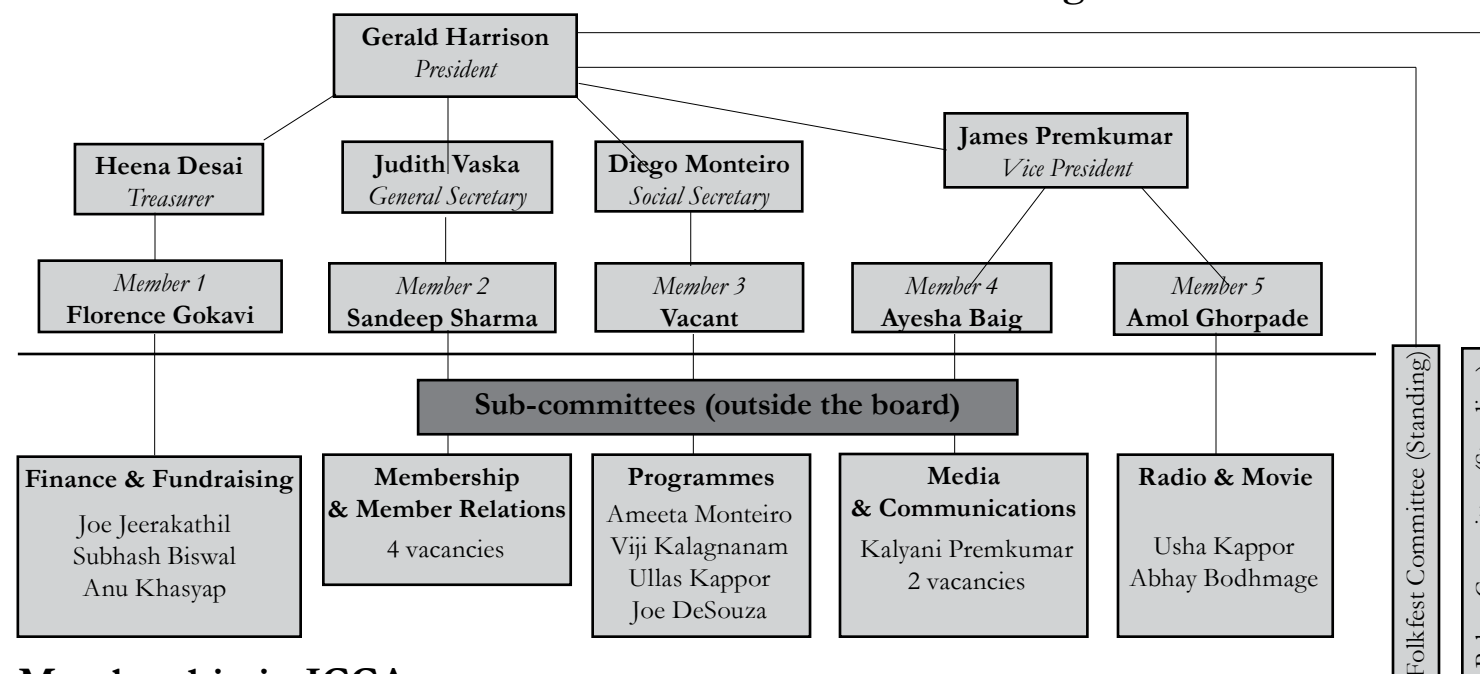 Gerald Harrison
President
Heena Desai
Treasurer
Judith Vaska
General Secretary
Diego Monteiro
Social Secretary
James Premkumar
Vice President
Member 1
Florence Gokavi
Member 2
Sandeep Sharma
Member 3
Vacant
Member 4
Ayesha Baig
Member 5
Amol Ghorpade
Sub-committees (outside the board)
Finance & Fundraising
Joe Jeerakathil
Subhash Biswal
Anu Khasyap
Membership
& Member Relations
4 vacancies
Programmes
Ameeta Monteiro
Viji Kalagnanam
Ullas Kappor
Joe DeSouza
Media
& Communications
Kalyani Premkumar
2 vacancies
Radio & Movie
Usha Kappor
Abhay Bodhmage
Folkfest Committee (Standing)